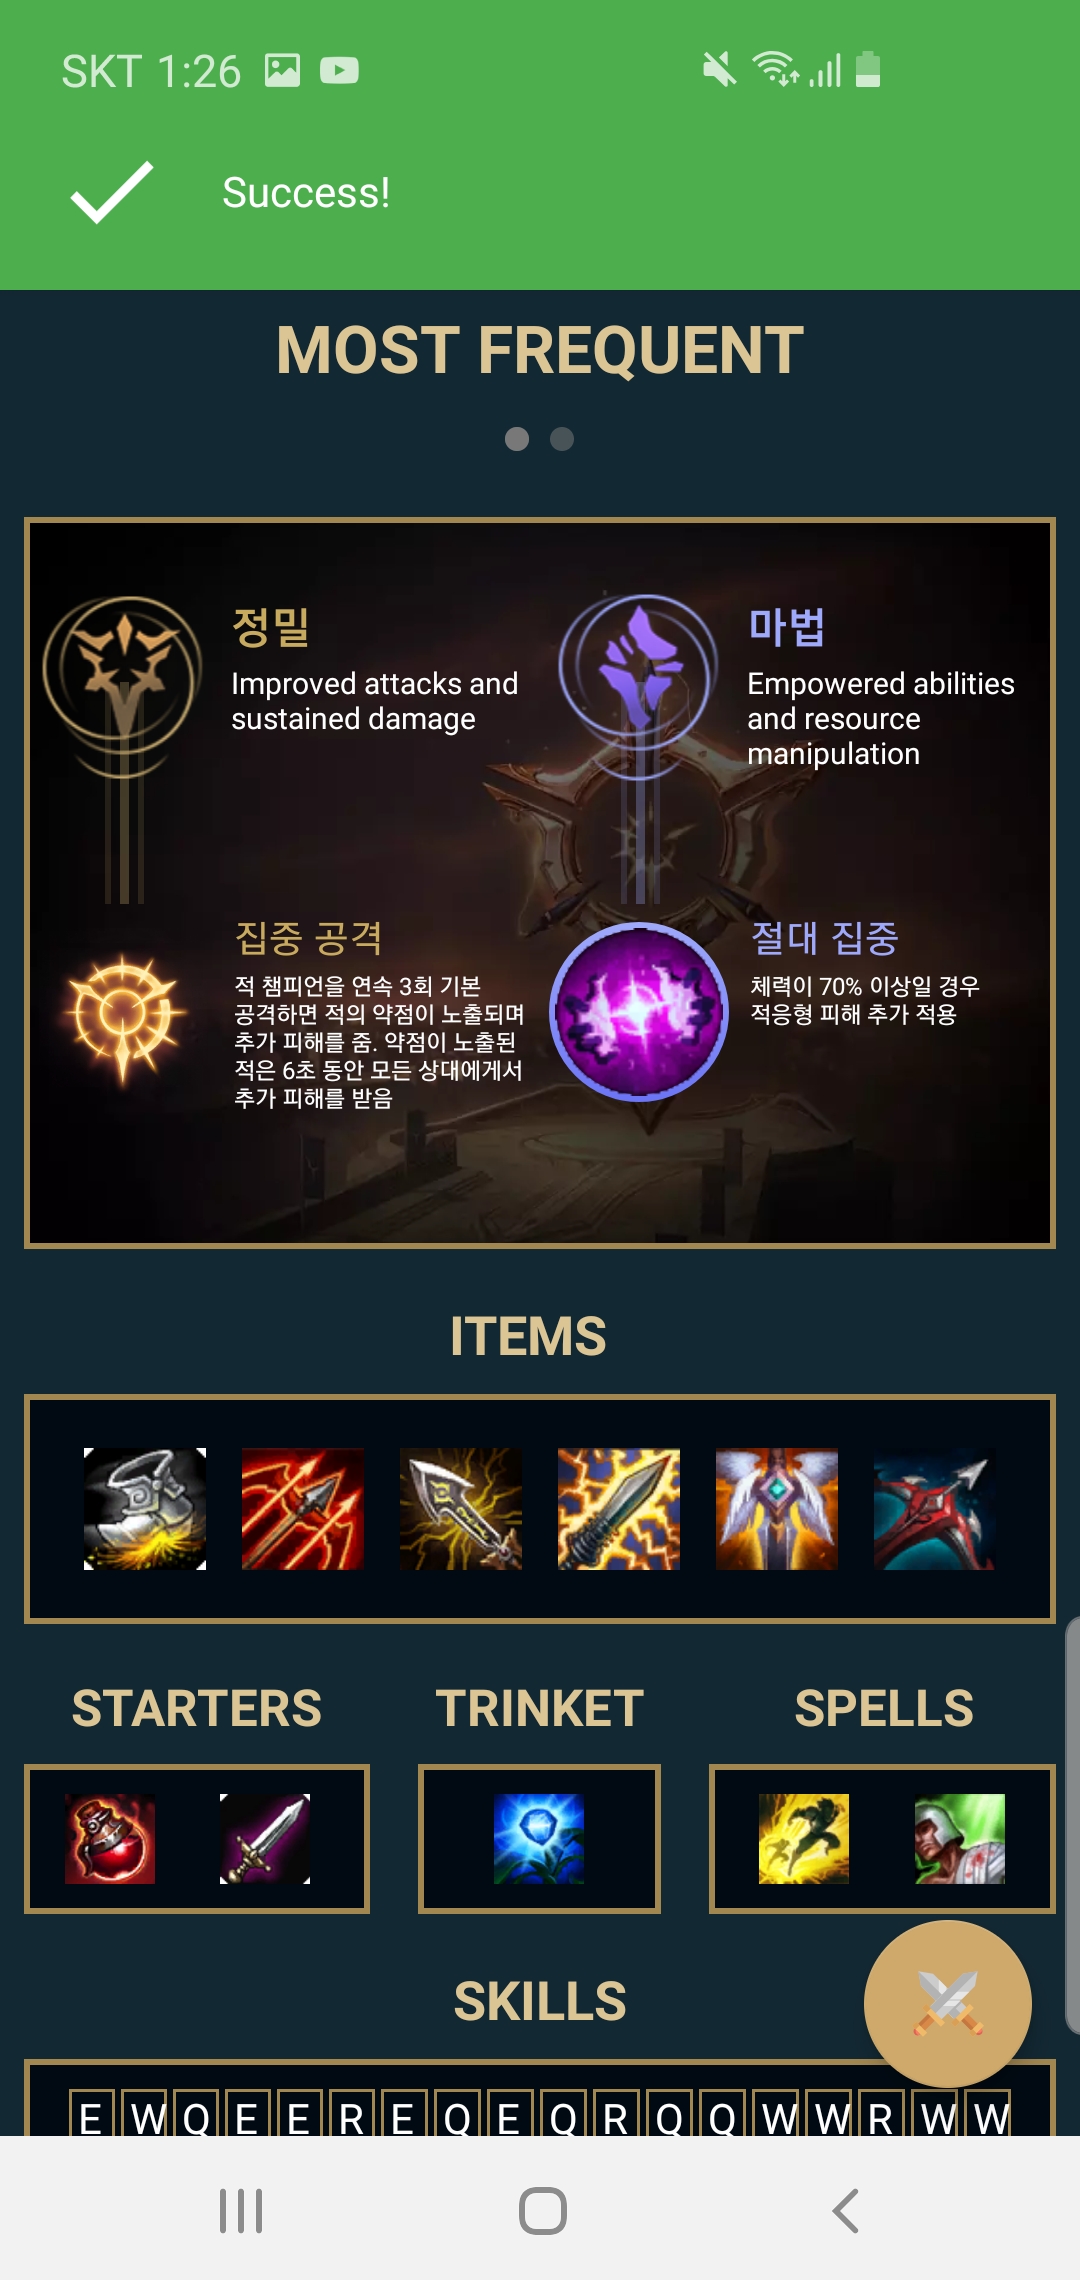 SKT 1:26
Success!
MOST FREQUENT
정밀
Improved attacks and
sustained damage
마법
Empowered abilities
and resource
manipulation
집중 공격
적 챔피언을 연속 3회 기본
공격하면 적의 약점이 노출되며
추가 피해를 줌. 약점이 노출된
적은 6초 동안 모든 상대에게서
추가 피해를 받음
절대 집중
체력이 70% 이상일 경우
적응형 피해 추가 적용
ITEMS
STARTERS
TRINKET
SPELLS
SKILLS
E W Q E E R E Q E Q R Q Q W W R W W